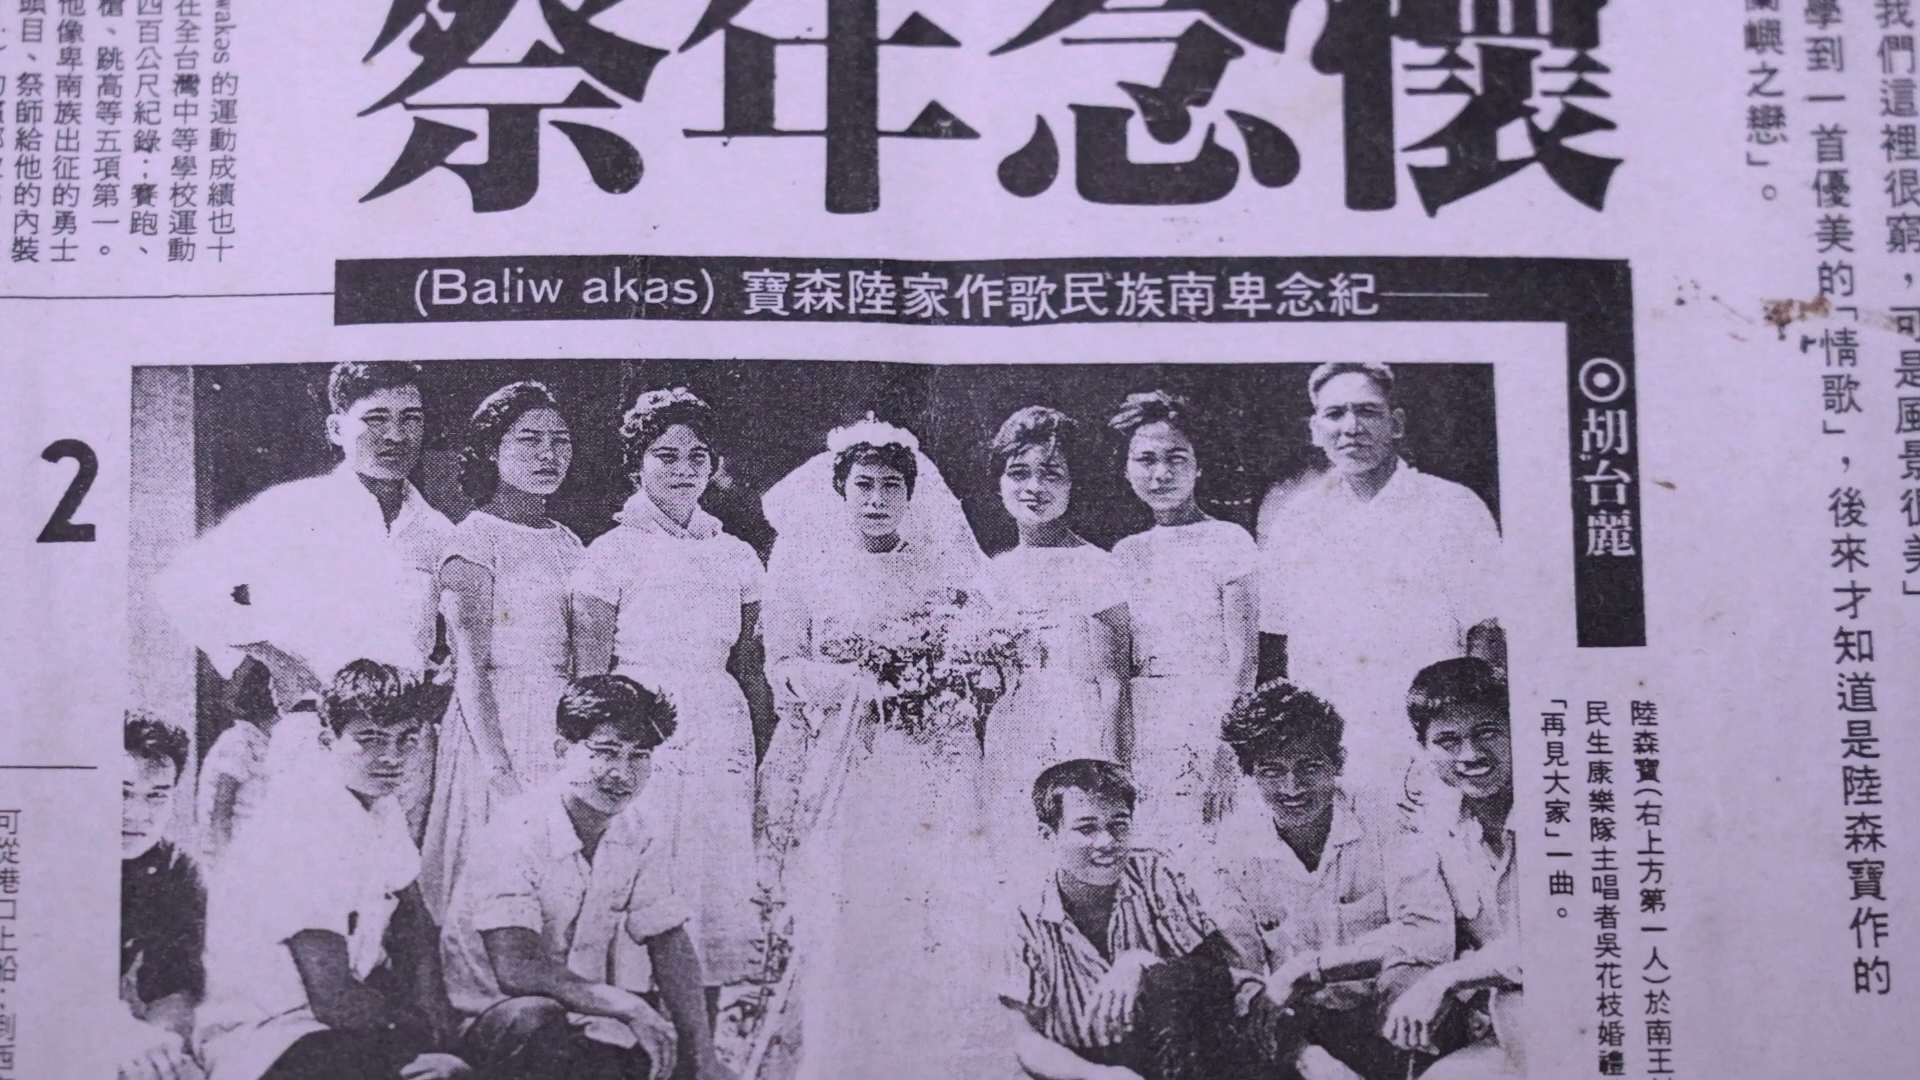 我們這裡很窮,可是風景很美」
學到一首優美的「情歌」,後來才知道是陸森寶作的
嶼之戀」。
懷念年祭
——紀念卑南族民歌作家陸森寶 (Baliw akas)
◎胡台麗
陸森寶(右上方第一人)於南王
民生康樂隊主唱者吳花枝婚禮
「再見大家」一曲。
wakas 的運動成績也十
在全台灣中等學校運動
四百公尺紀錄;賽跑、
槍、跳高等五項第一。
他像卑南族出征的勇士
頭目、祭師給他的內裝
2
可從港口上船;到